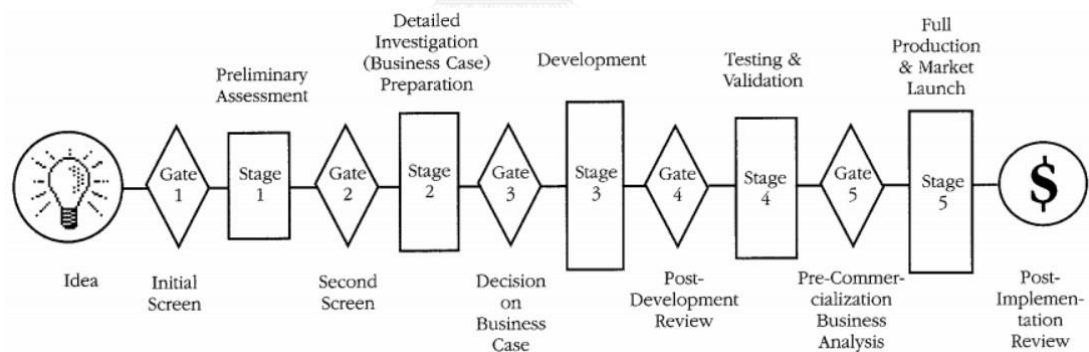 Preliminary
Assessment
Detailed
Investigation
(Business Case)
Preparation
Development
Testing &
Validation
Full
Production
& Market
Launch
Gate
1
Stage
1
Gate
2
Stage
2
Gate
3
Stage
3
Gate
4
Stage
4
Gate
5
Stage
5
$
Idea
Initial
Screen
Second
Screen
Decision
on
Business
Case
Post-
Development
Review
Pre-Commer-
cialization
Business
Analysis
Post-
Implemen-
tation
Review